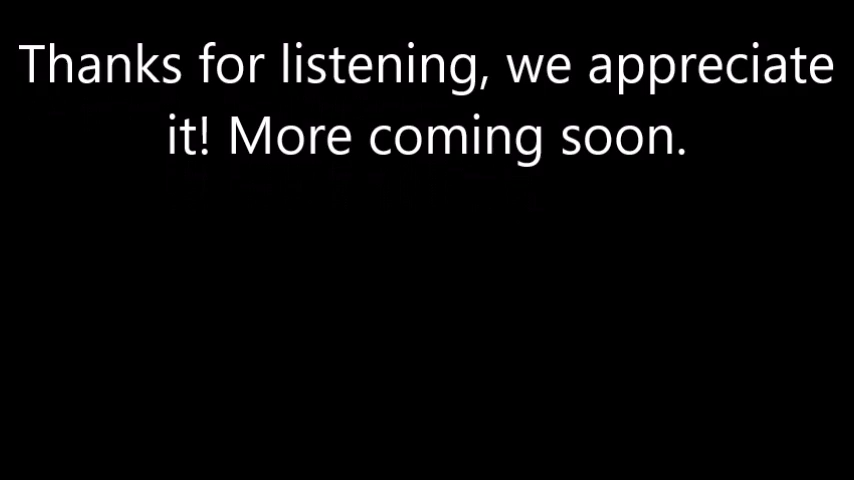 Thanks for listening, we appreciate
it! More coming soon.